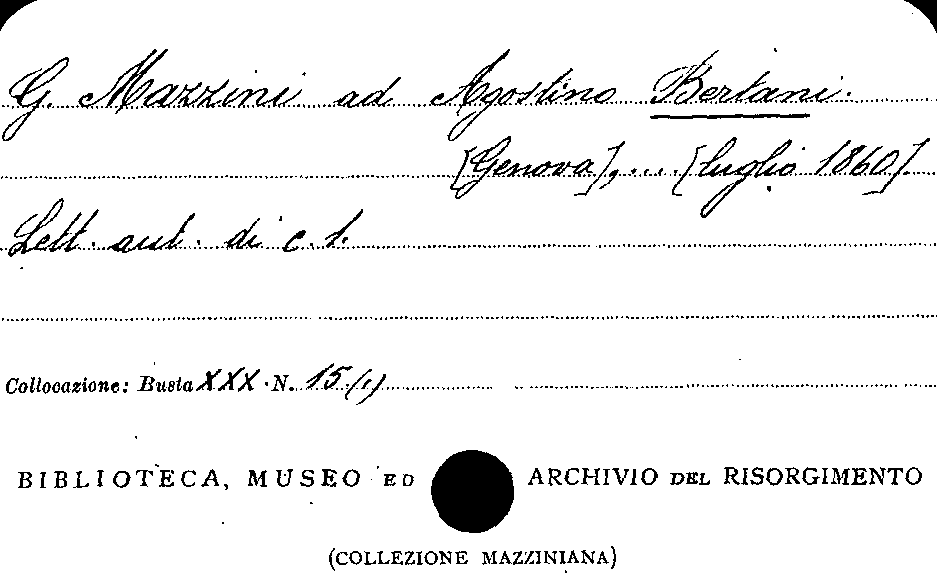 G. Mazzini ad Agostino Bertani.
[Genova], .... [luglio 1860].
Lett. aut. di c. 1.
Collocazione: Busta XXX. N. 15 (1)
BIBLIOTECA, MUSEO ED ARCHIVIO DEL RISORGIMENTO
(COLLEZIONE MAZZINIANA)